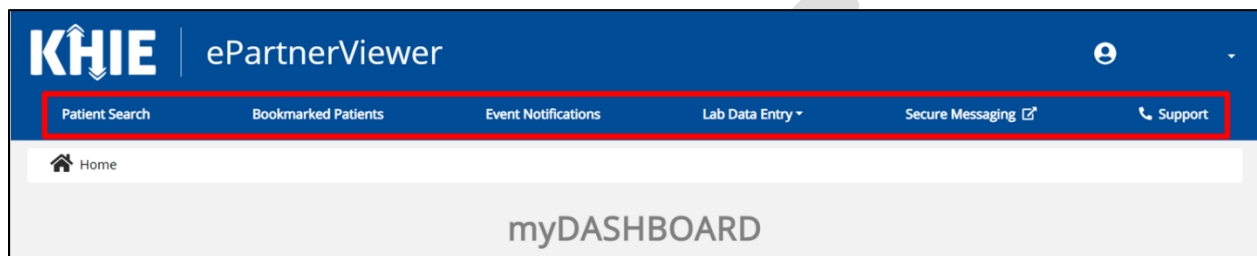 KHIE ePartnerViewer
Patient Search Bookmarked Patients Event Notifications Lab Data Entry Secure Messaging Support
Home
myDASHBOARD